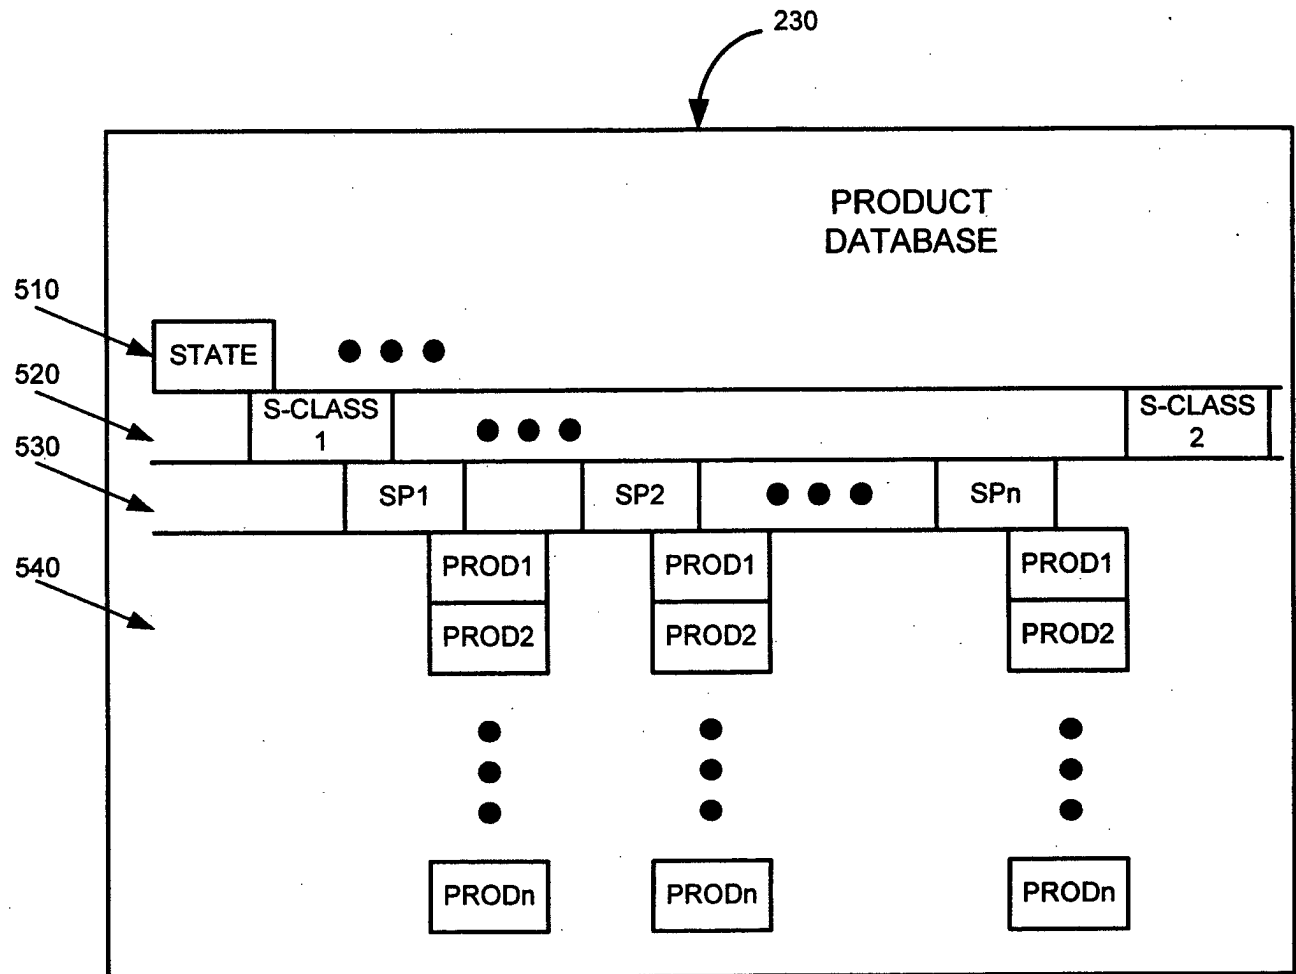 230
PRODUCT
DATABASE
510
STATE
520
S-CLASS
1
S-CLASS
2
530
SP1
SP2
SPn
540
PROD1
PROD1
PROD1
PROD2
PROD2
PROD2
PRODn
PRODn
PRODn